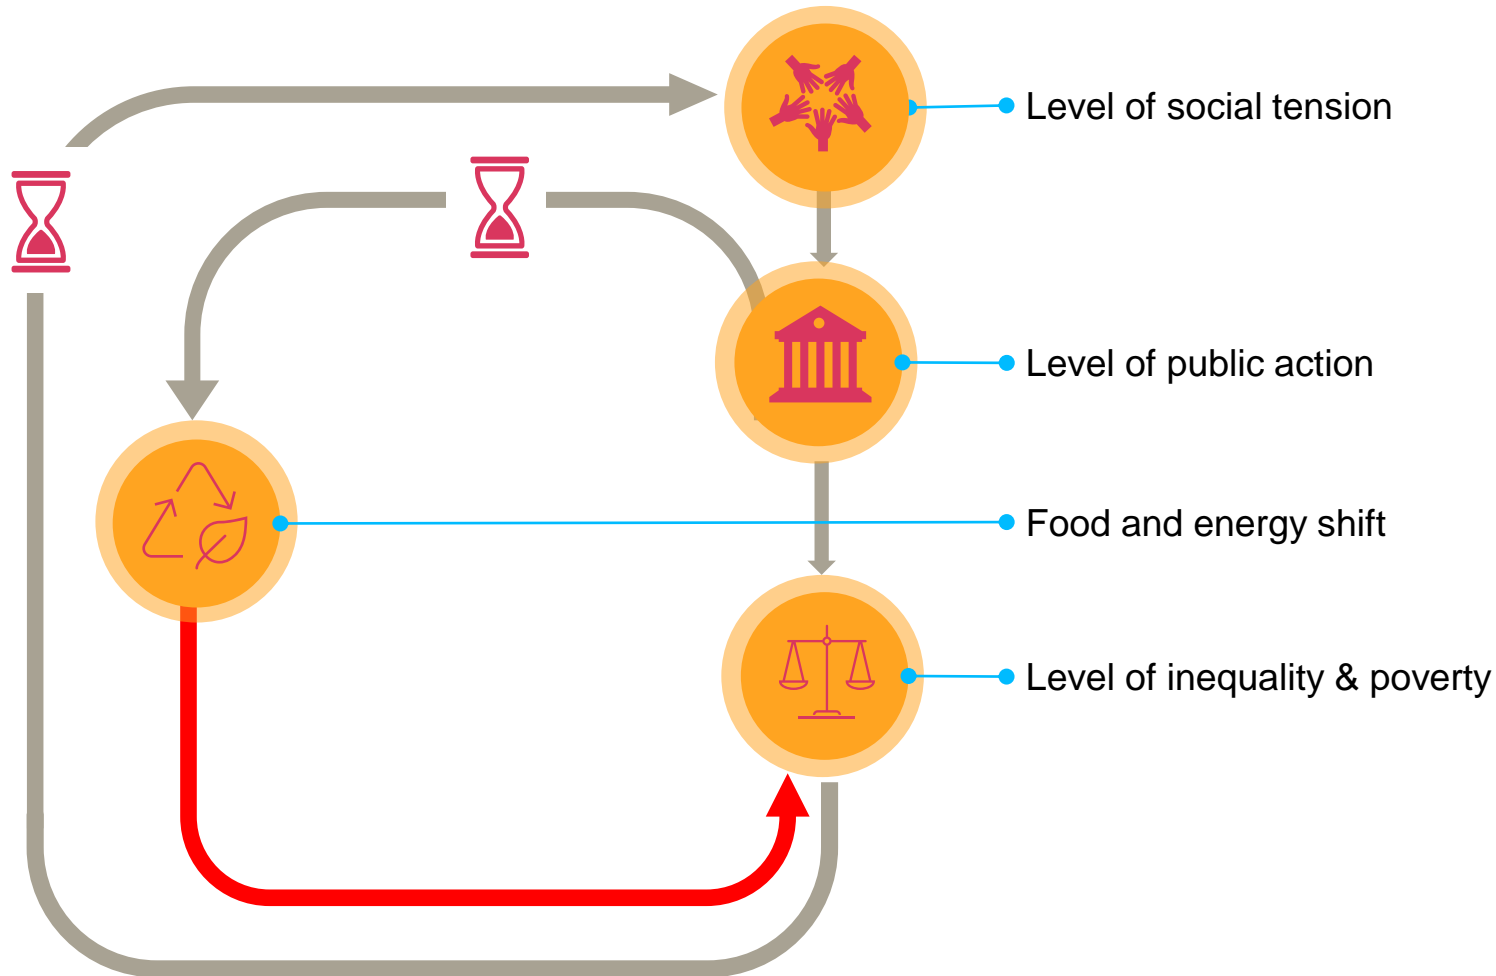 Level of social tension
Level of public action
Food and energy shift
Level of inequality & poverty